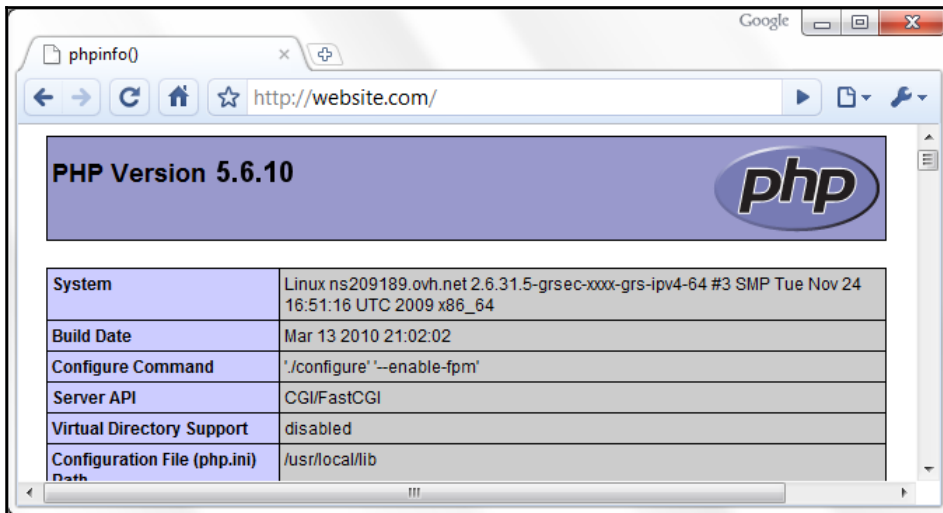 Google
phpinfo()
http://website.com/
PHP Version 5.6.10
php
System
Linux ns209189.ovh.net 2.6.31.5-grsec-xxxx-grs-ipv4-64 #3 SMP Tue Nov 24
16:51:16 UTC 2009 x86_64
Build Date
Mar 13 2010 21:02:02
Configure Command
'./configure' '--enable-fpm'
Server API
CGI/FastCGI
Virtual Directory Support
disabled
Configuration File (php.ini)
Path
/usr/local/lib